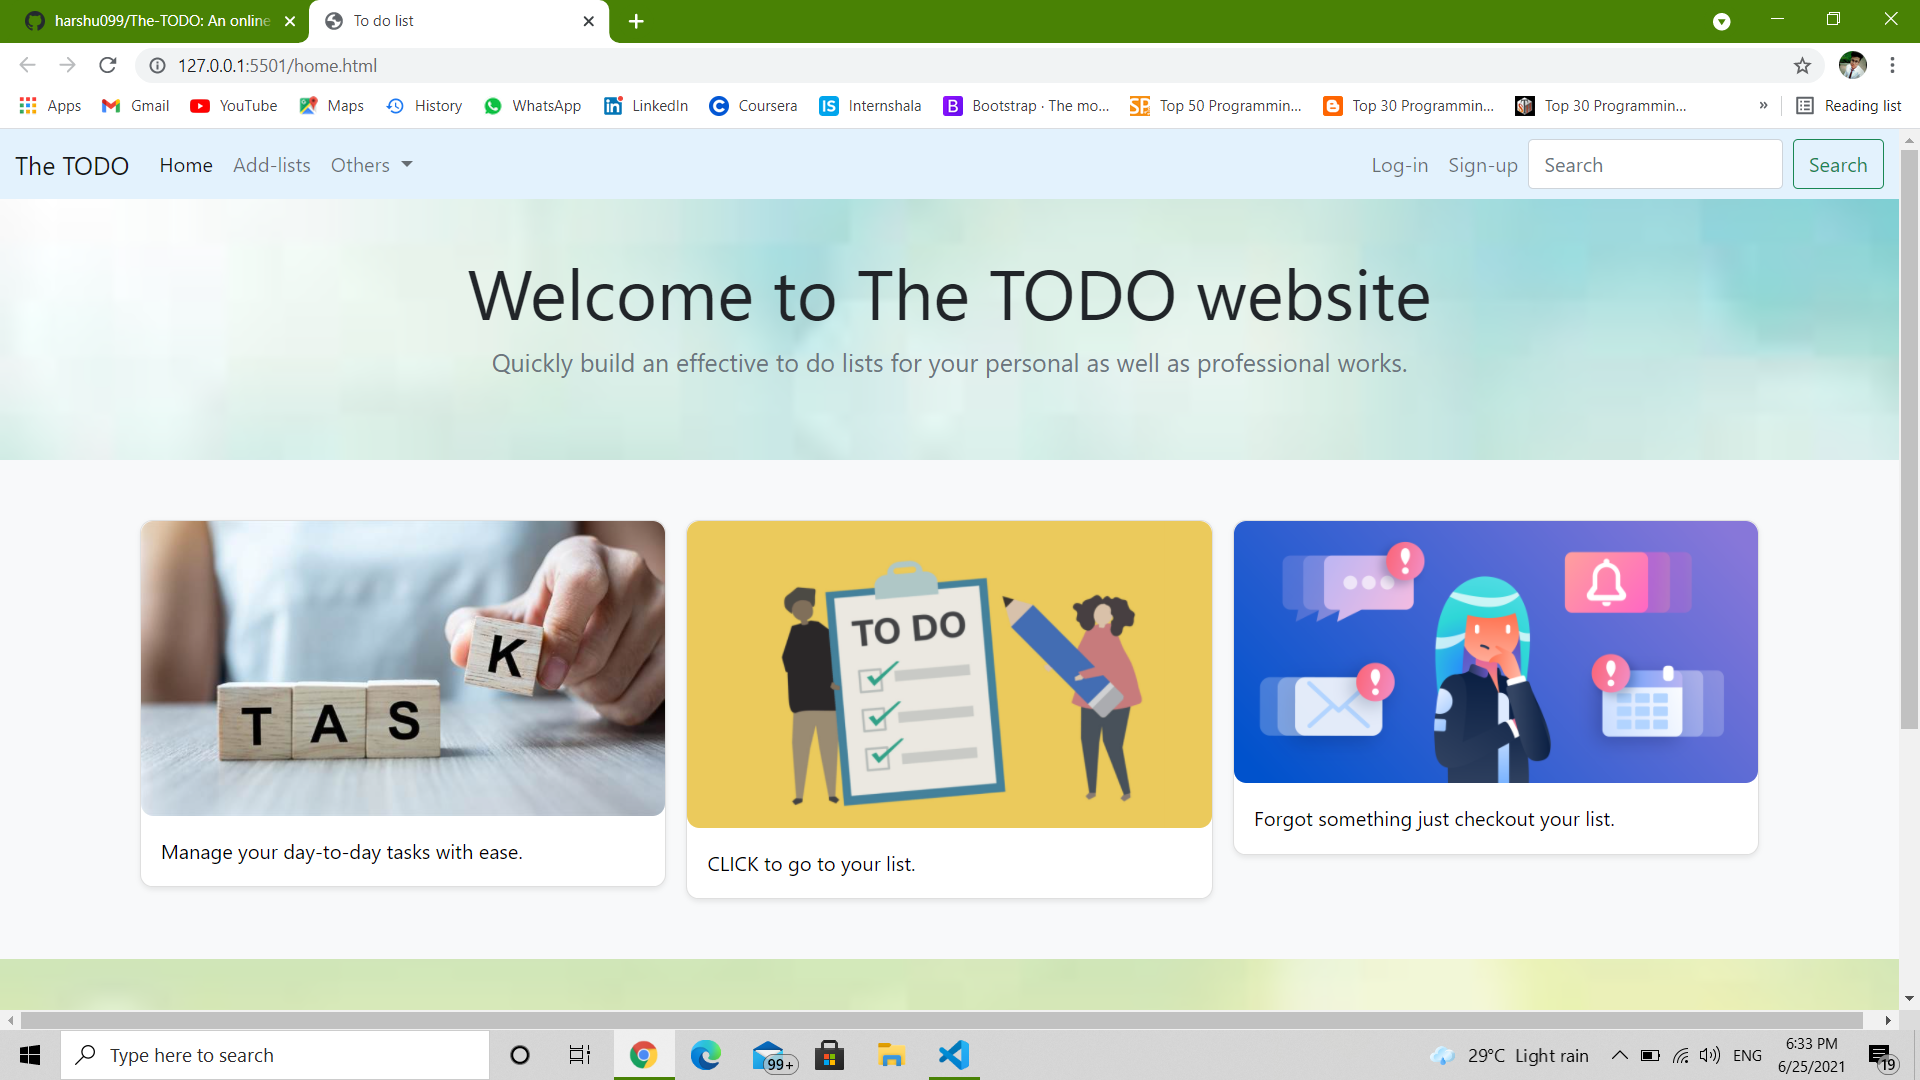 harshu099/The-TODO: An online
To do list
127.0.0.1:5501/home.html
Apps
Gmail
YouTube
Maps
History
WhatsApp
LinkedIn
Coursera
Internshala
Bootstrap · The mo...
Top 50 Programmin...
Top 30 Programmin...
Top 30 Programmin...
»
Reading list
The TODO
Home
Add-lists
Others
Log-in
Sign-up
Search
Search
Welcome to The TODO website
Quickly build an effective to do lists for your personal as well as professional works.
T A S K
TO DO
Manage your day-to-day tasks with ease.
CLICK to go to your list.
Forgot something just checkout your list.
Type here to search
99+
29°C Light rain
ENG
6:33 PM
6/25/2021
19